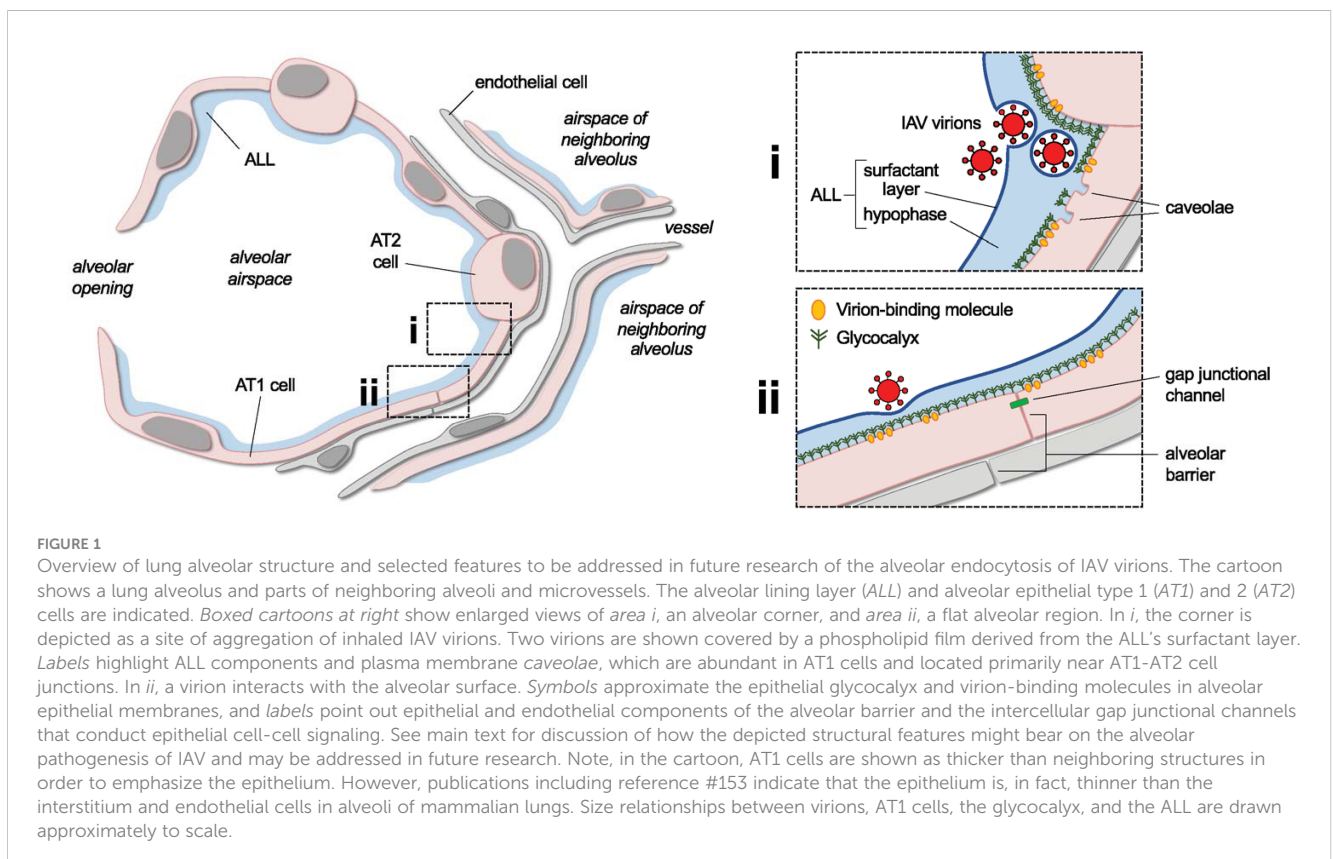 endothelial cell
airspace of
neighboring
alveolus
ALL
vessel
AT2
cell
alveolar
opening
alveolar
airspace
airspace of
neighboring
alveolus
i
ii
AT1 cell
i
IAV virions
ALL
surfactant
layer
hypophase
caveolae
ii
Virion-binding molecule
Glycocalyx
gap junctional
channel
alveolar
barrier
FIGURE 1
Overview of lung alveolar structure and selected features to be addressed in future research of the alveolar endocytosis of IAV virions. The cartoon
shows a lung alveolus and parts of neighboring alveoli and microvessels. The alveolar lining layer (ALL) and alveolar epithelial type 1 (AT1) and 2 (AT2)
cells are indicated. Boxed cartoons at right show enlarged views of area i, an alveolar corner, and area ii, a flat alveolar region. In i, the corner is
depicted as a site of aggregation of inhaled IAV virions. Two virions are shown covered by a phospholipid film derived from the ALL's surfactant layer.
Labels highlight ALL components and plasma membrane caveolae, which are abundant in AT1 cells and located primarily near AT1-AT2 cell
junctions. In ii, a virion interacts with the alveolar surface. Symbols approximate the epithelial glycocalyx and virion-binding molecules in alveolar
epithelial membranes, and labels point out epithelial and endothelial components of the alveolar barrier and the intercellular gap junctional channels
that conduct epithelial cell-cell signaling. See main text for discussion of how the depicted structural features might bear on the alveolar
pathogenesis of IAV and may be addressed in future research. Note, in the cartoon, AT1 cells are shown as thicker than neighboring structures in
order to emphasize the epithelium. However, publications including reference #153 indicate that the epithelium is, in fact, thinner than the
interstitium and endothelial cells in alveoli of mammalian lungs. Size relationships between virions, AT1 cells, the glycocalyx, and the ALL are drawn
approximately to scale.